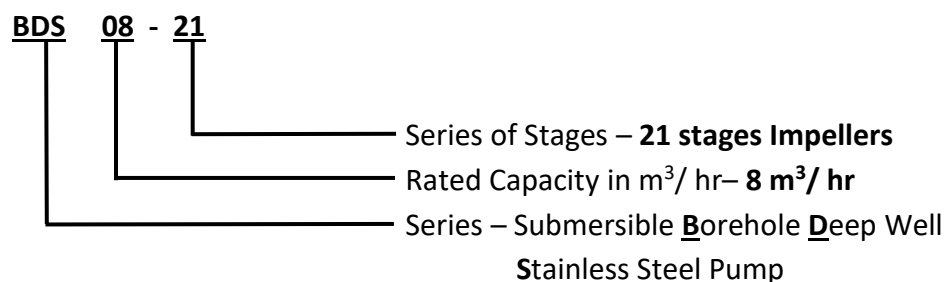 BDS 08 - 21
Series of Stages – 21 stages Impellers
Rated Capacity in m³/ hr– 8 m³/ hr
Series – Submersible Borehole Deep Well
Stainless Steel Pump